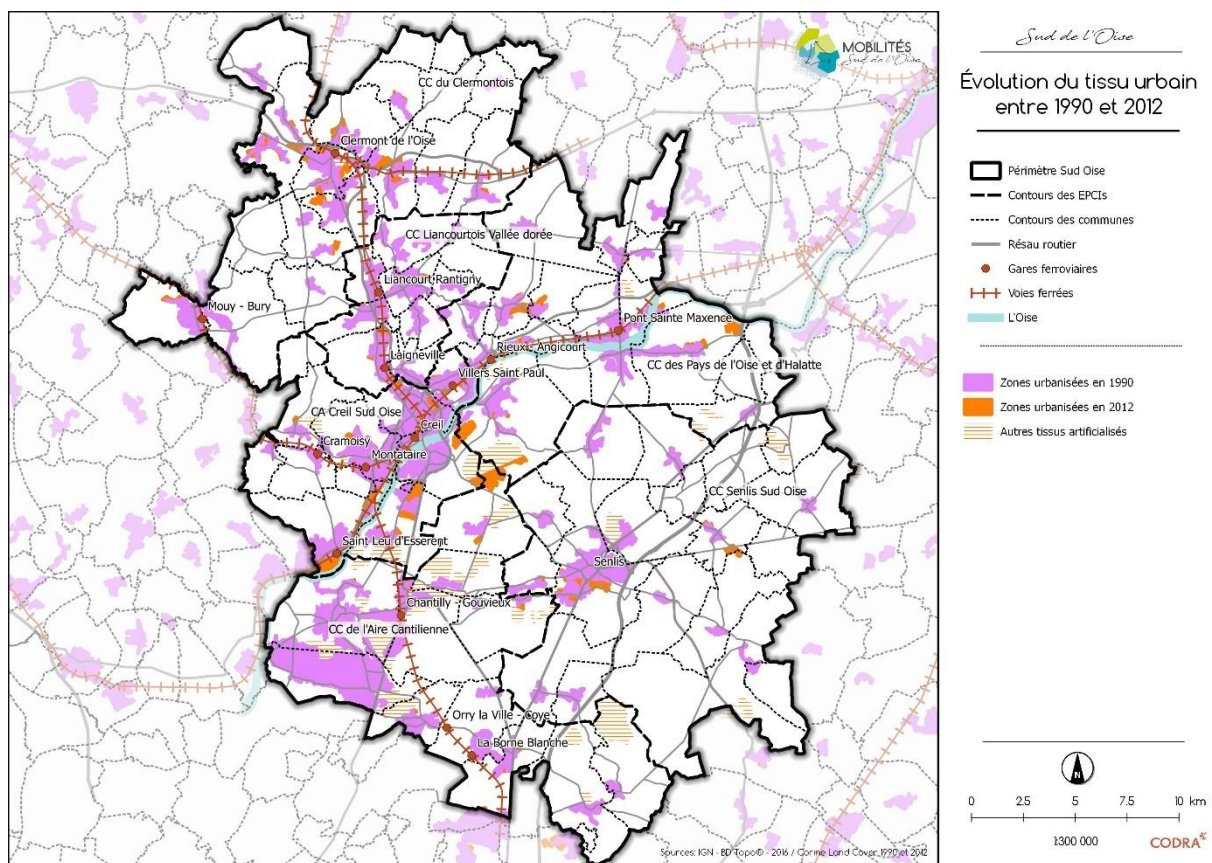 MOBILITÉS
Sud de l'Oise
CC du Clermontois
Clermont de l'Oise
CC Liancourtois Vallée dorée
Liancourt Rantigny
Mouy - Bury
Pont Sainte Maxence
Rieux - Angicourt
Laigneville
CC des Pays de l'Oise et d'Halatte
Villers Saint Paul
CA Creil Sud Oise
Creil
Cramoisy
Montataire
CC Senlis Sud Oise
Saint Leu d'Esserent
Senlis
Chantilly - Gouvieux
CC de l'Aire Cantilienne
Orry la Ville - Coye
La Borne Blanche
Sources: IGN - BD Topo© - 2016 / Corine Land Cover 1990 et 2012
Sud de l'Oise
Évolution du tissu urbain
entre 1990 et 2012
Périmètre Sud Oise
Contours des EPCIs
Contours des communes
Résau routier
Gares ferroviaires
Voies ferrées
L'Oise
Zones urbanisées en 1990
Zones urbanisées en 2012
Autres tissus artificialisés
N
0 2.5 5 7.5 10 km
1300 000
CODRA